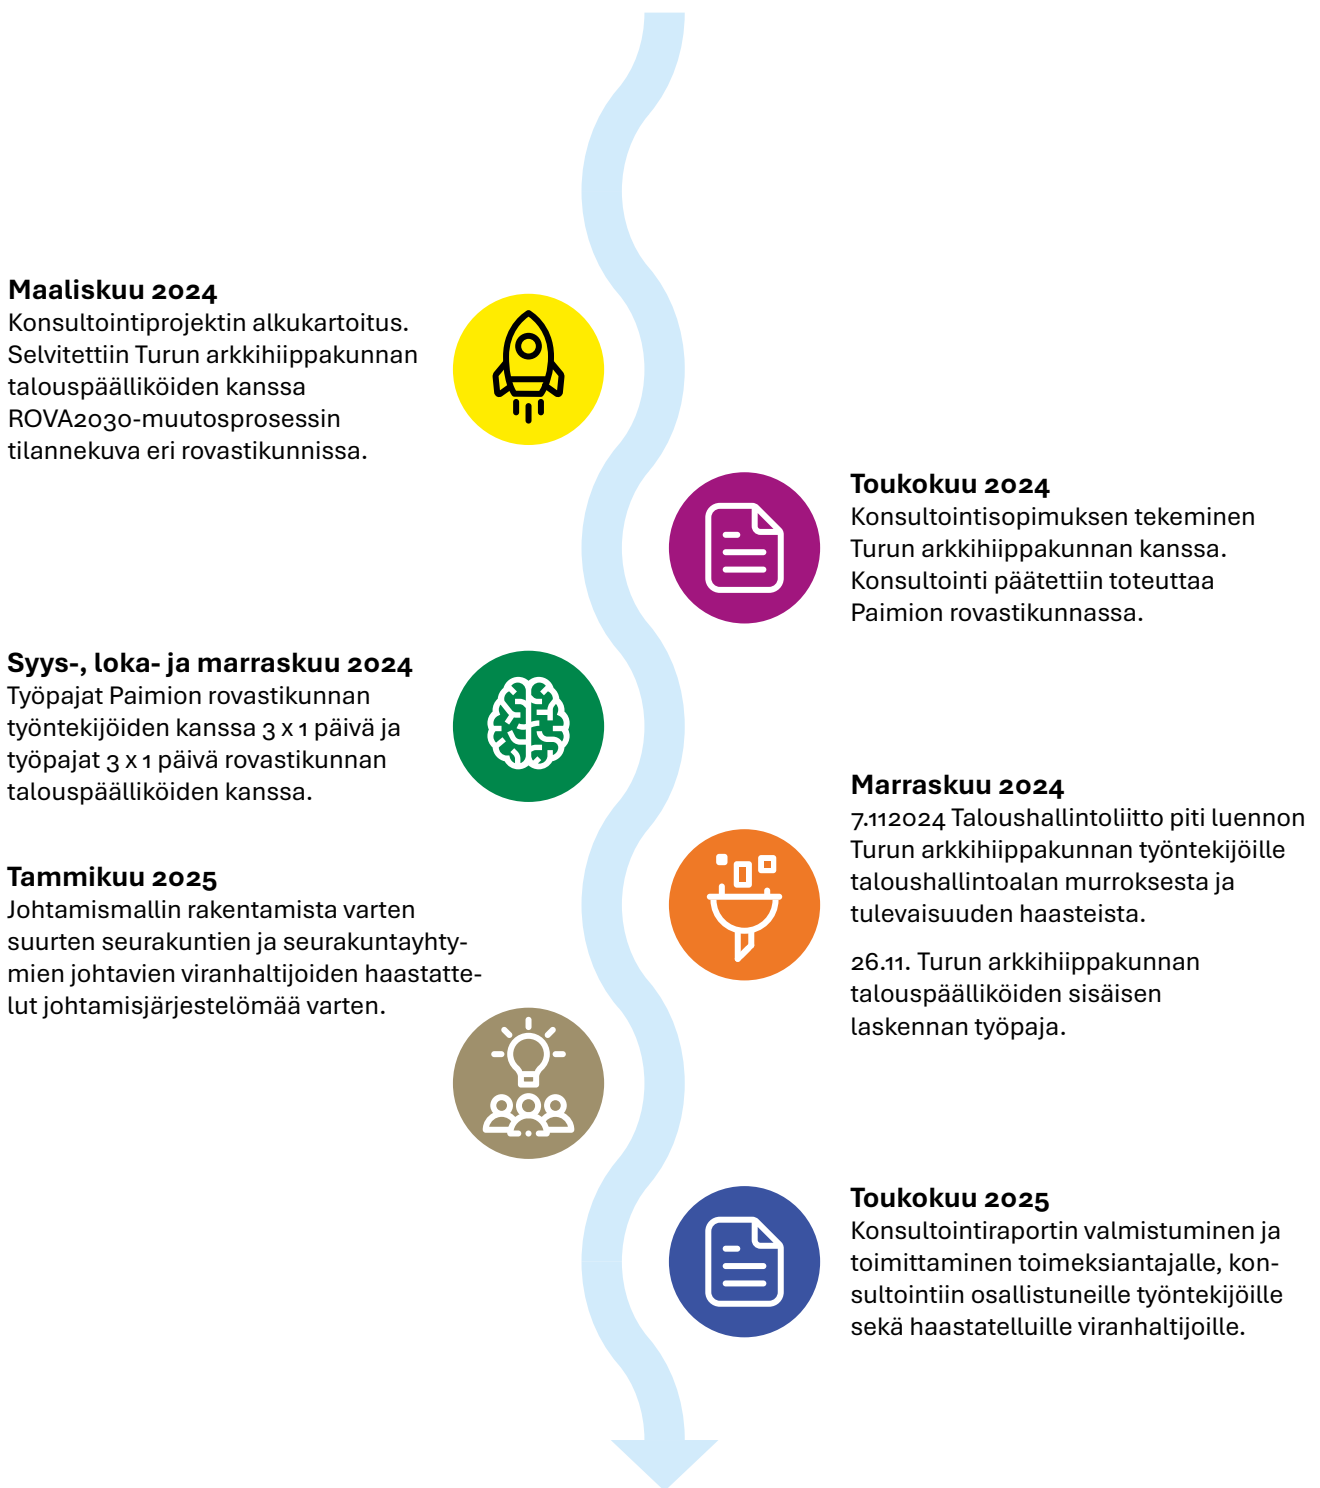 Maaliskuu 2024
Konsultointiprojektin alkukartoitus.
Selvitettiin Turun arkkihiippakunnan
talouspäälliköiden kanssa
ROVA2030-muutosprosessin
tilannekuva eri rovastikunnissa.
Toukokuu 2024
Konsultointisopimuksen tekeminen
Turun arkkihiippakunnan kanssa.
Konsultointi päätettiin toteuttaa
Paimion rovastikunnassa.
Syys-, loka- ja marraskuu 2024
Työpajat Paimion rovastikunnan
työntekijöiden kanssa 3 x 1 päivä ja
työpajat 3 x 1 päivä rovastikunnan
talouspäälliköiden kanssa.
Marraskuu 2024
7.112024 Taloushallintoliitto piti luennon
Turun arkkihiippakunnan työntekijöille
taloushallintoalan murroksesta ja
tulevaisuuden haasteista.
26.11. Turun arkkihiippakunnan
talouspäälliköiden sisäisen
laskennan työpaja.
Tammikuu 2025
Johtamismallin rakentamista varten
suurten seurakuntien ja seurakuntayhty-
mien johtavien viranhaltijoiden haastatte-
lut johtamisjärjestelömää varten.
Toukokuu 2025
Konsultointiraportin valmistuminen ja
toimittaminen toimeksiantajalle, kon-
sultointiin osallistuneille työntekijöille
sekä haastatelluille viranhaltijoille.